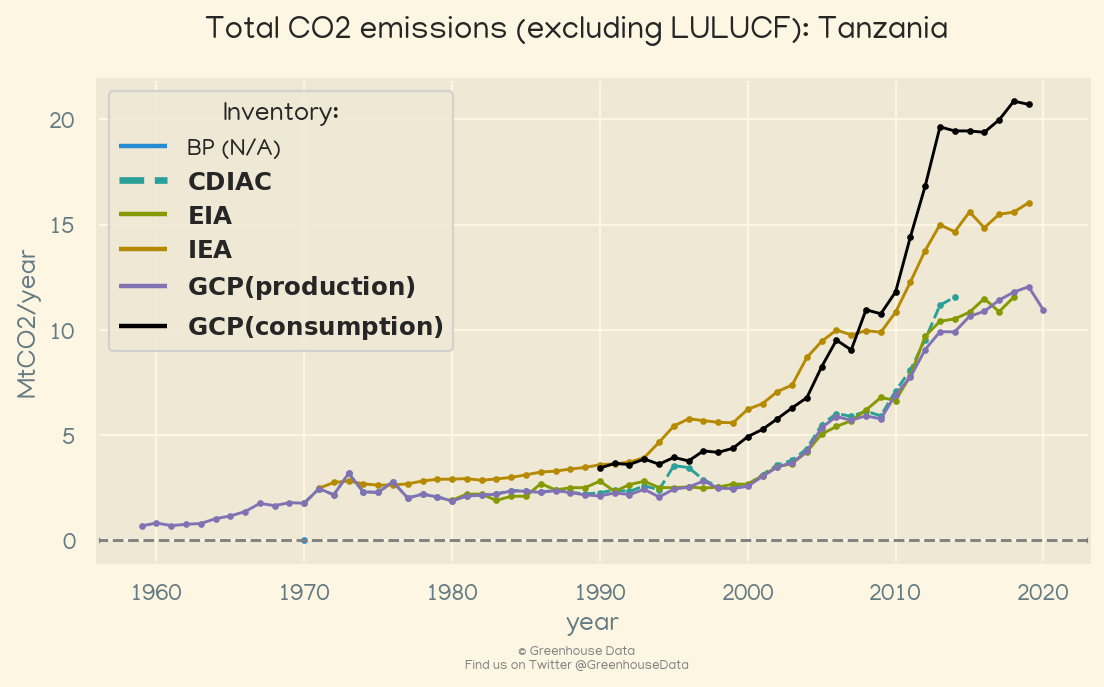 Total CO2 emissions (excluding LULUCF): Tanzania
Inventory:
BP (N/A)
CDIAC
EIA
IEA
GCP(production)
GCP(consumption)
MtCO2/year
20
15
10
5
0
1960 1970 1980 1990 2000 2010 2020
year
© Greenhouse Data
Find us on Twitter @GreenhouseData